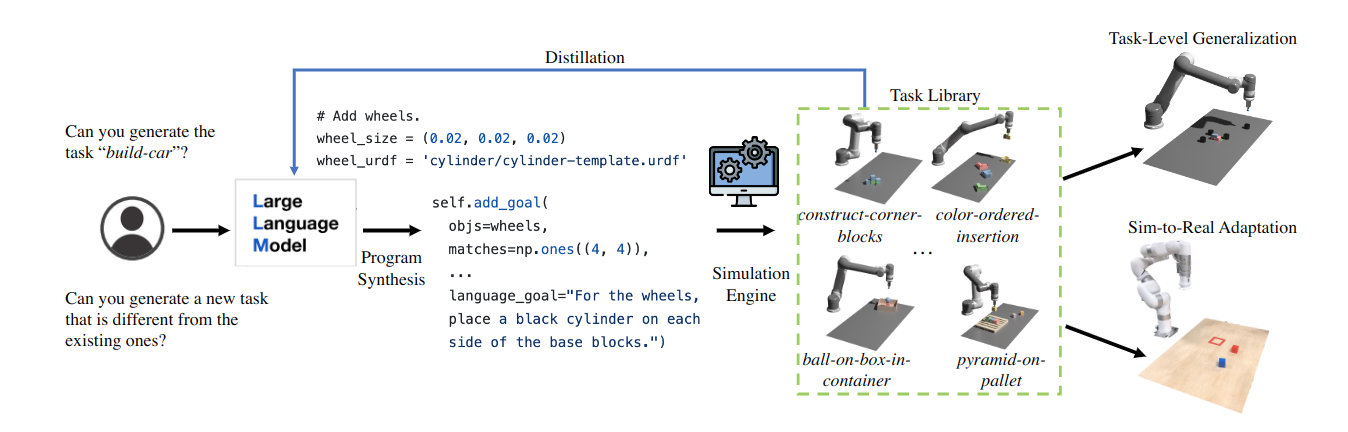 Can you generate the
task “build-car”?
Can you generate a new task
that is different from the
existing ones?
Large
Language
Model
Distillation
Program
Synthesis
# Add wheels.
wheel_size = (0.02, 0.02, 0.02)
wheel_urdf = 'cylinder/cylinder-template.urdf'
self.add_goal(
objs=wheels,
matches=np.ones((4, 4)),
...
language_goal="For the wheels,
place a black cylinder on each
side of the base blocks.")
Simulation
Engine
Task Library
construct-corner-
blocks
color-ordered-
insertion
...
ball-on-box-in-
container
pyramid-on-
pallet
Task-Level Generalization
Sim-to-Real Adaptation